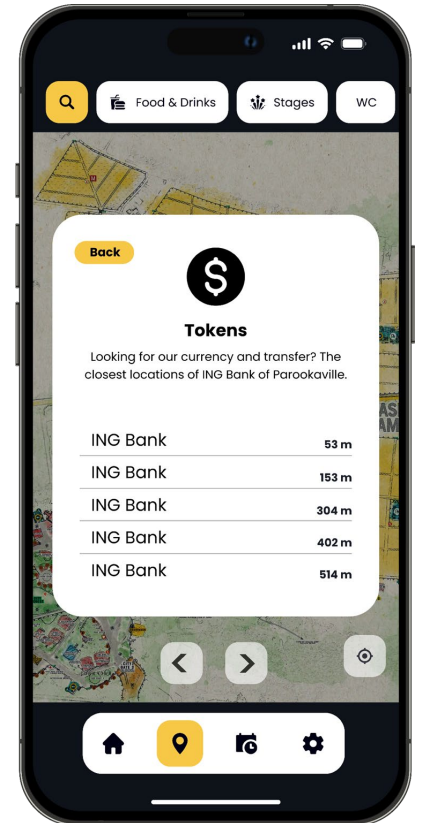 Food & Drinks
Stages
WC
Back
$
Tokens
Looking for our currency and transfer? The
closest locations of ING Bank of Parookaville.
ING Bank
53 m
ING Bank
153 m
ING Bank
304 m
ING Bank
402 m
ING Bank
514 m